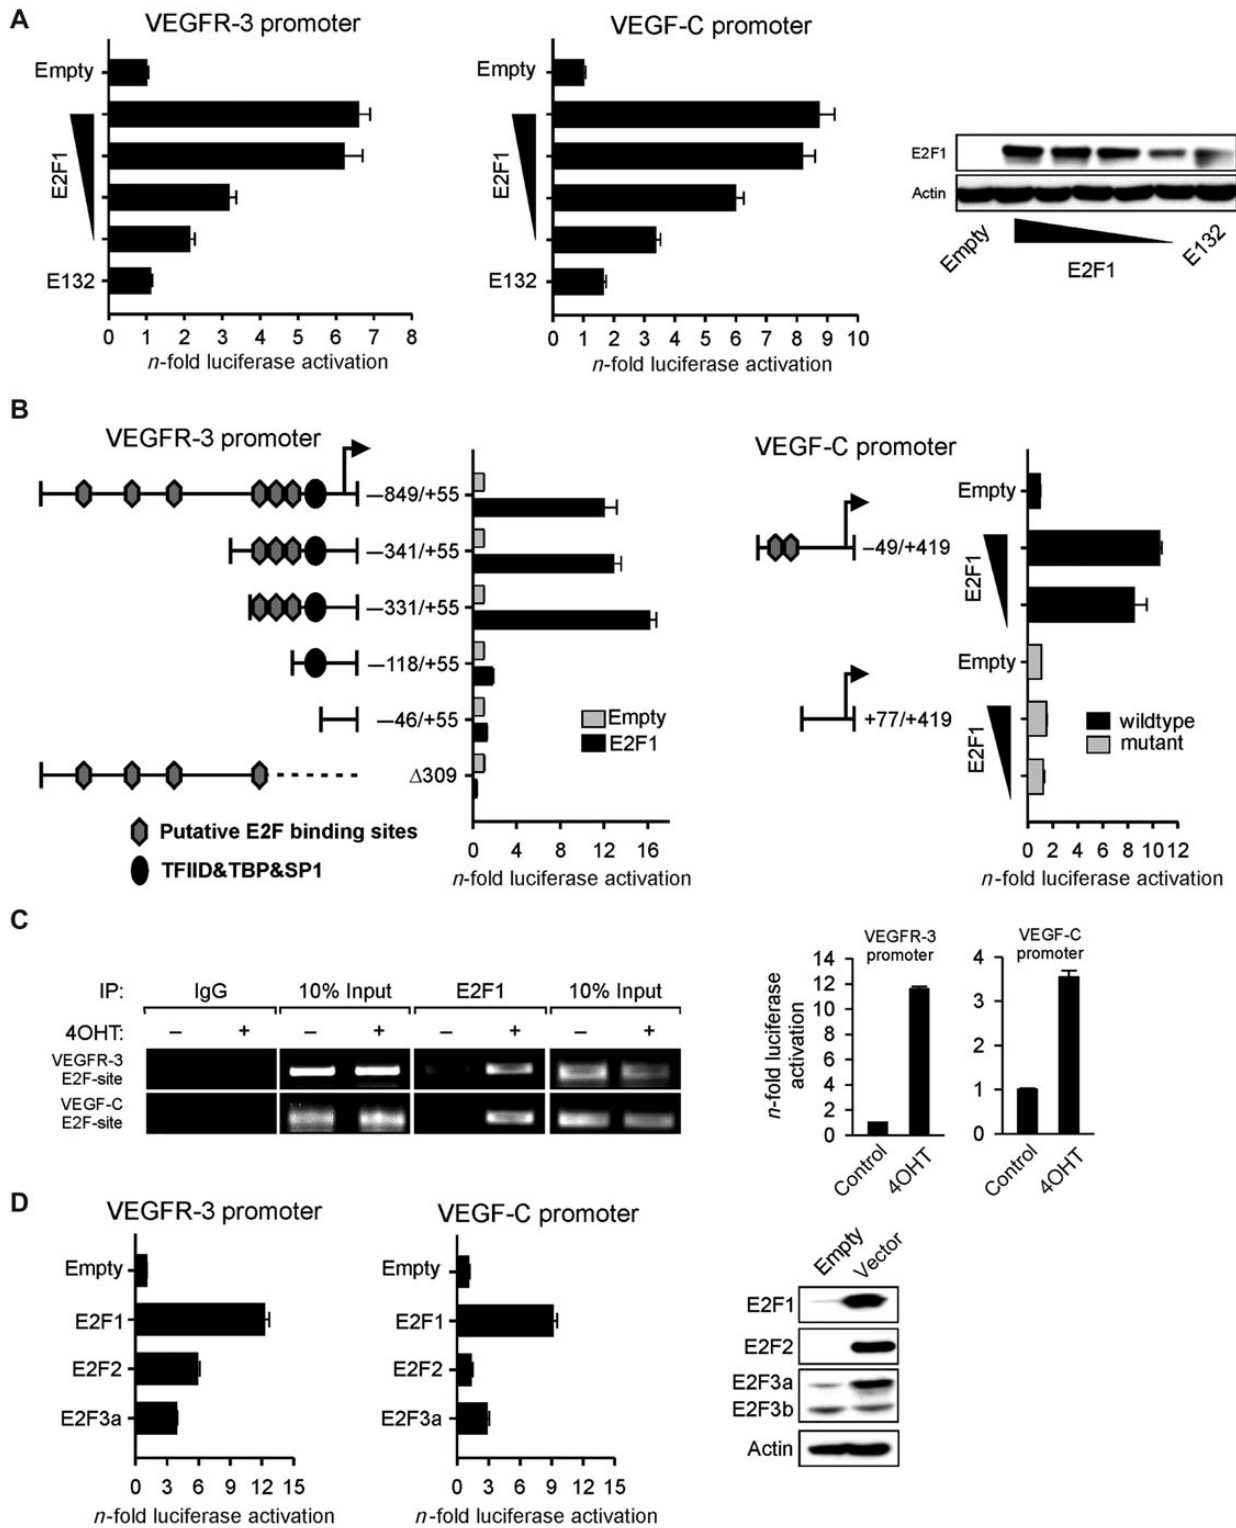 A
VEGFR-3 promoter
Empty
E2F1
E132
0 1 2 3 4 5 6 7 8
n-fold luciferase activation
VEGF-C promoter
Empty
E2F1
E132
0 1 2 3 4 5 6 7 8 9 10
n-fold luciferase activation
E2F1
Actin
Empty
E2F1
E132
B
VEGFR-3 promoter
–849/+55
–341/+55
–331/+55
–118/+55
–46/+55
Δ309
Empty
E2F1
Putative E2F binding sites
TFIID&TBP&SP1
0 4 8 12 16
n-fold luciferase activation
VEGF-C promoter
–49/+419
+77/+419
Empty
E2F1
Empty
E2F1
wildtype
mutant
0 2 4 6 8 10 12
n-fold luciferase activation
C
IP: IgG 10% Input E2F1 10% Input
4OHT: – + – + – + – +
VEGFR-3
E2F-site
VEGF-C
E2F-site
VEGFR-3
promoter
n-fold luciferase
activation
14
12
10
8
6
4
2
0
Control
4OHT
VEGF-C
promoter
4
3
2
1
0
Control
4OHT
D
VEGFR-3 promoter
Empty
E2F1
E2F2
E2F3a
0 3 6 9 12 15
n-fold luciferase activation
VEGF-C promoter
Empty
E2F1
E2F2
E2F3a
0 3 6 9 12 15
n-fold luciferase activation
Empty
Vector
E2F1
E2F2
E2F3a
E2F3b
Actin